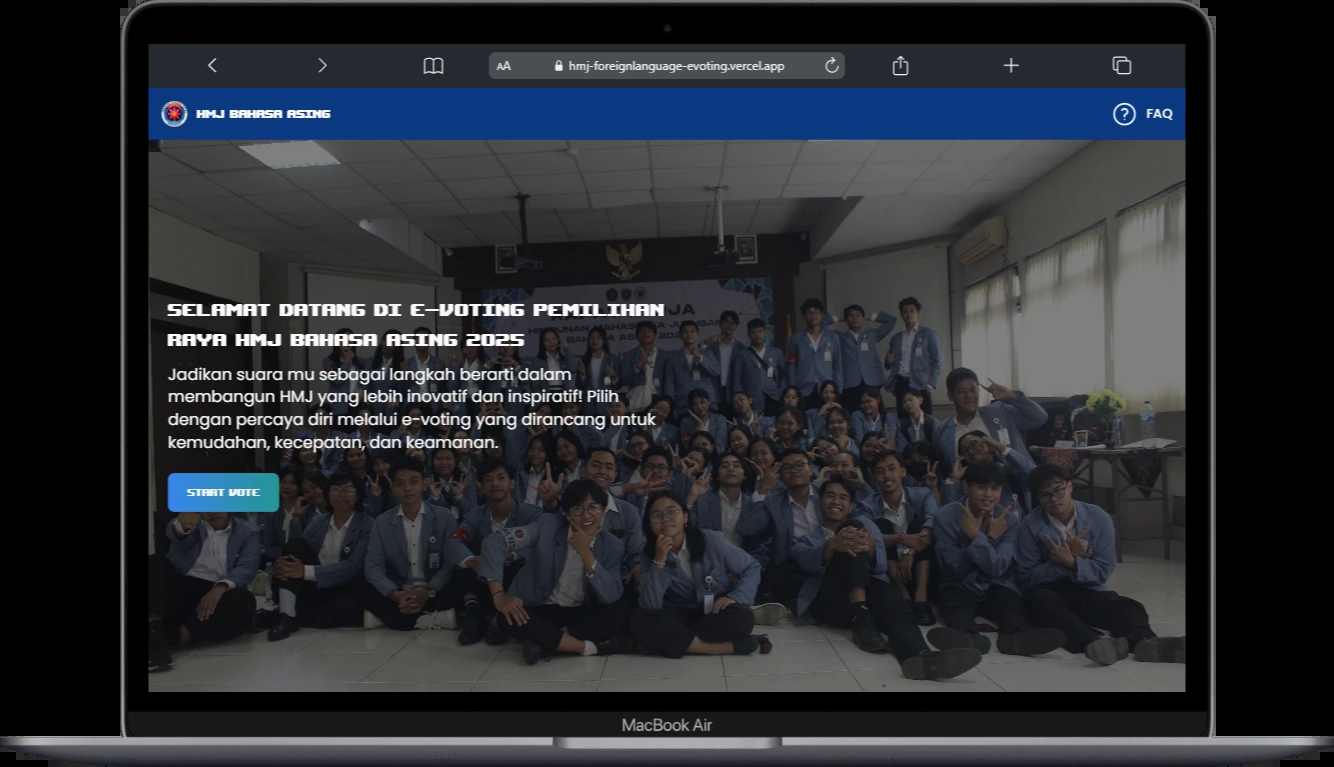 AA hmj-foreignlanguage-evoting.vercel.app
HMJ BAHASA ASING
? FAQ
SELAMAT DATANG DI E-VOTING PEMILIHAN
RAYA HMJ BAHASA ASING 2025
Jadikan suara mu sebagai langkah berarti dalam
membangun HMJ yang lebih inovatif dan inspiratif! Pilih
dengan percaya diri melalui e-voting yang dirancang untuk
kemudahan, kecepatan, dan keamanan.
START VOTE
MacBook Air